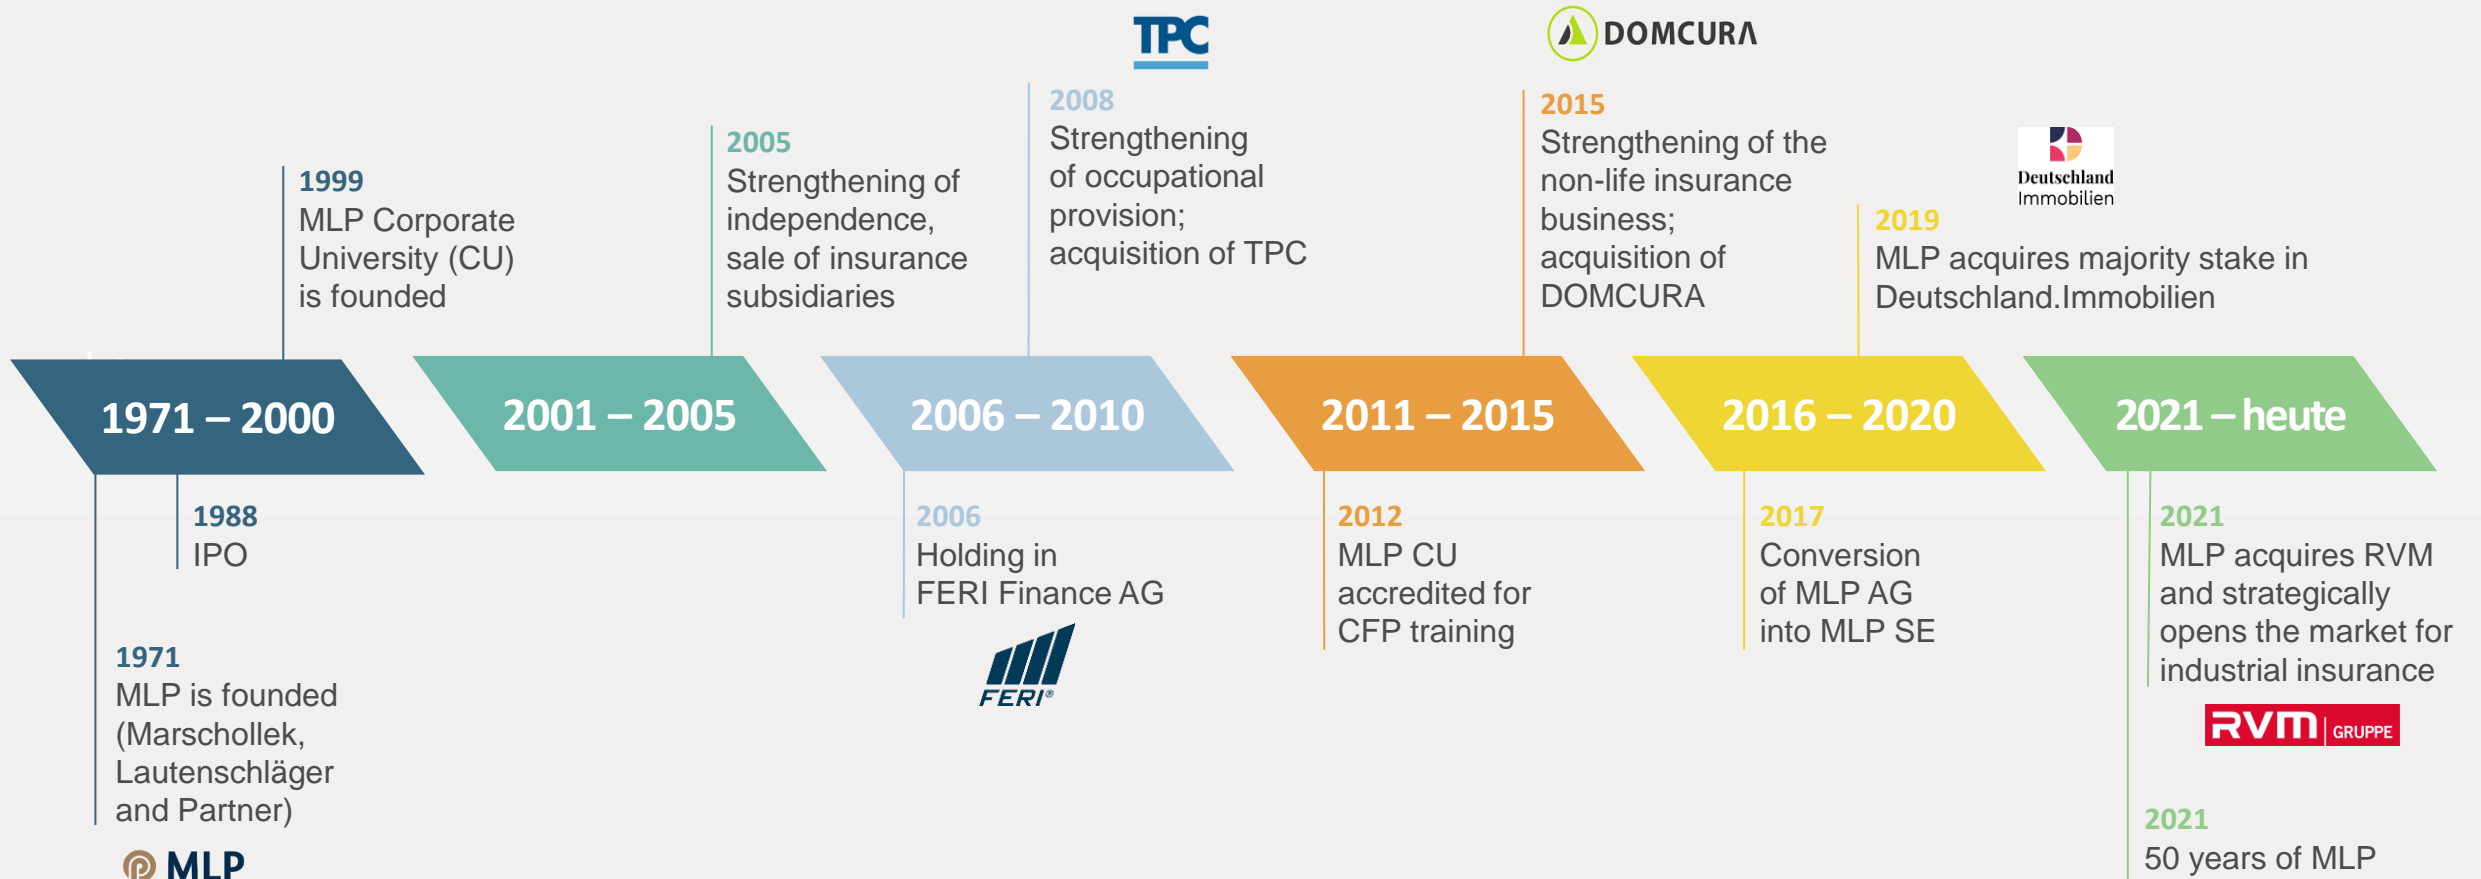 TPC
DOMCURA
1999
MLP Corporate
University (CU)
is founded
2005
Strengthening of
independence,
sale of insurance
subsidiaries
2008
Strengthening
of occupational
provision;
acquisition of TPC
2015
Strengthening of the
non-life insurance
business;
acquisition of
DOMCURA
Deutschland
Immobilien
2019
MLP acquires majority stake in
Deutschland.Immobilien
1971 – 2000
2001 – 2005
2006 – 2010
2011 – 2015
2016 – 2020
2021 – heute
1988
IPO
1971
MLP is founded
(Marschollek,
Lautenschläger
and Partner)
MLP
2006
Holding in
FERI Finance AG
FERI®
2012
MLP CU
accredited for
CFP training
2017
Conversion
of MLP AG
into MLP SE
2021
MLP acquires RVM
and strategically
opens the market for
industrial insurance
RVM GRUPPE
2021
50 years of MLP